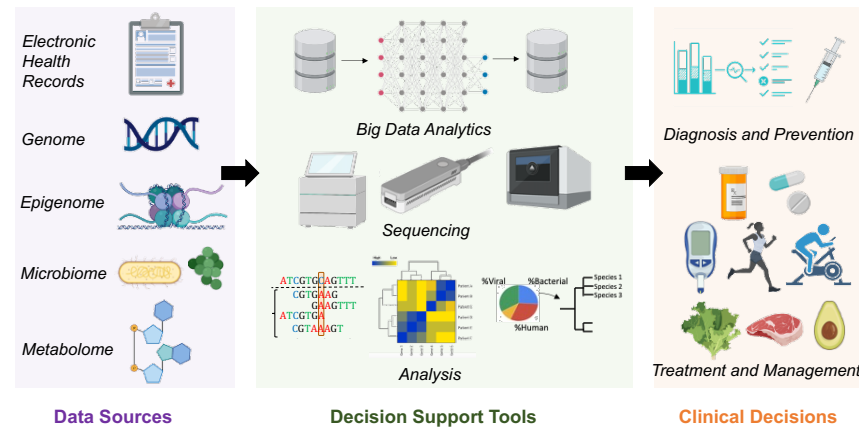 Electronic
Health
Records
Genome
Epigenome
Microbiome
Metabolome
Data Sources
Big Data Analytics
Sequencing
ATCGTGCAGTTT
CGTGAAG
GAAGTTT
ATCGTGA
CGTAAAGT
%Viral
%Bacterial
%Human
Species 1
Species 2
Species 3
Analysis
Decision Support Tools
Diagnosis and Prevention
Treatment and Management
Clinical Decisions